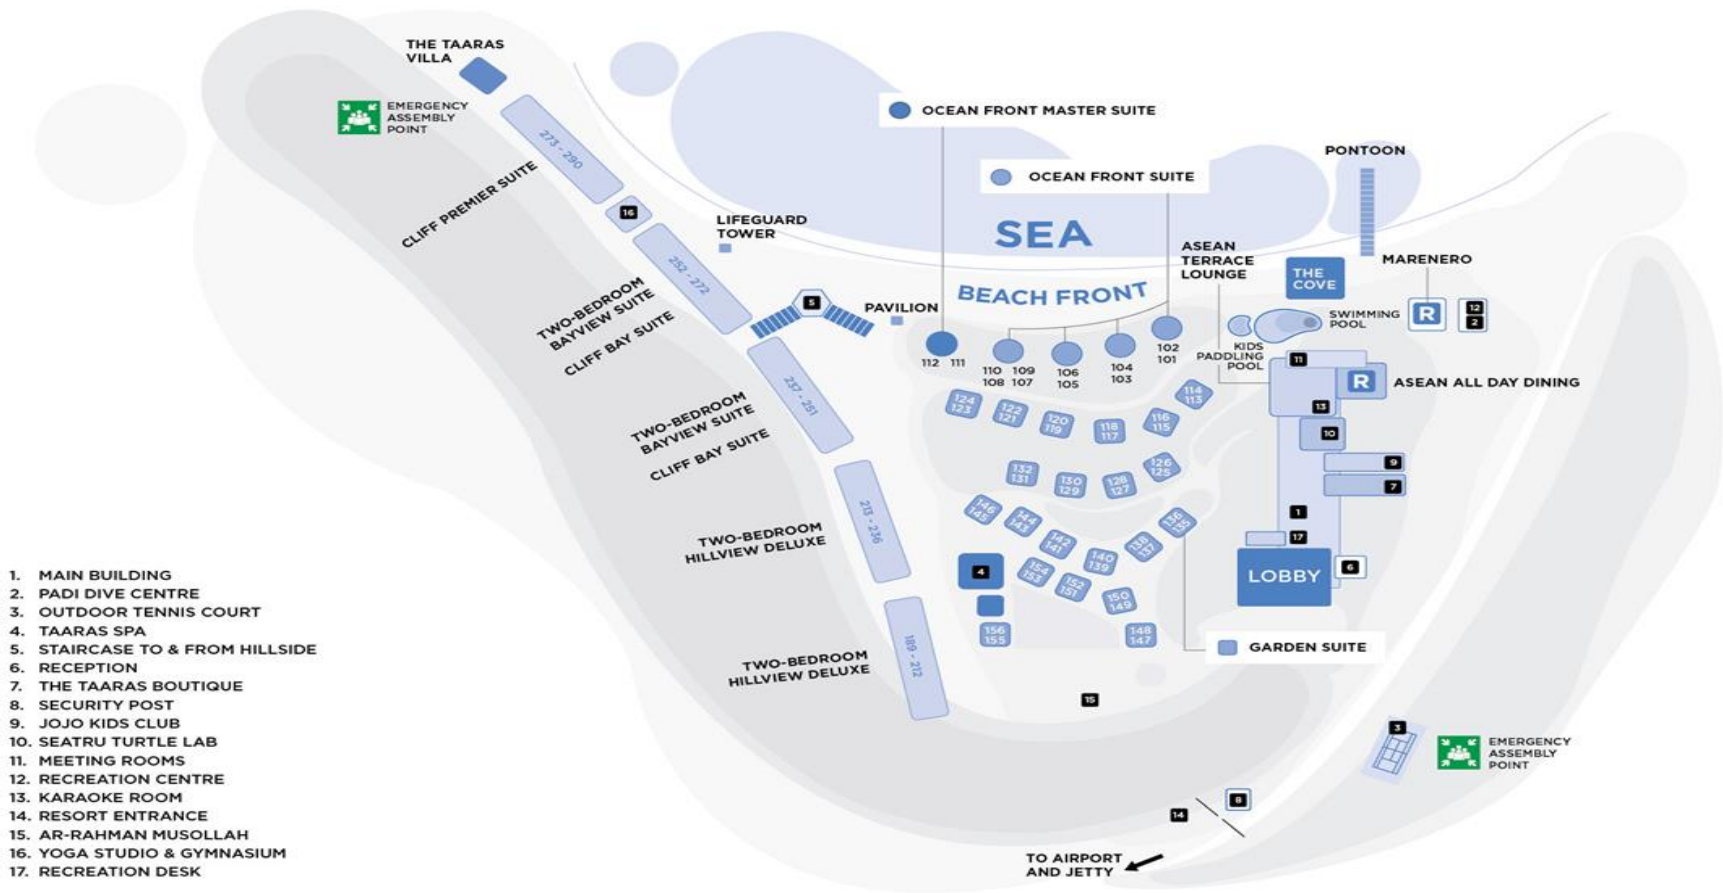 THE TAARAS
VILLA
EMERGENCY
ASSEMBLY
POINT
273 - 290
CLIFF PREMIER SUITE
16
252 - 272
TWO-BEDROOM
BAYVIEW SUITE
CLIFF BAY SUITE
LIFEGUARD
TOWER
5
PAVILION
237 - 251
TWO-BEDROOM
BAYVIEW SUITE
CLIFF BAY SUITE
213 - 236
TWO-BEDROOM
HILLVIEW DELUXE
189 - 212
TWO-BEDROOM
HILLVIEW DELUXE
OCEAN FRONT MASTER SUITE
OCEAN FRONT SUITE
SEA
BEACH FRONT
PONTOON
ASEAN
TERRACE
LOUNGE
THE
COVE
MARENERO
R
12
2
SWIMMING
POOL
KIDS
PADDLING
POOL
112 111
110 109
108 107
106
105
104
103
102
101
11
R
ASEAN ALL DAY DINING
13
10
9
7
1
17
LOBBY
6
124
123
122
121
120
119
118
117
116
115
114
113
132
131
130
129
128
127
126
125
146
145
144
143
142
141
140
139
138
137
136
135
154
153
152
151
150
149
148
147
4
156
155
GARDEN SUITE
15
3
EMERGENCY
ASSEMBLY
POINT
8
14
TO AIRPORT
AND JETTY
1. MAIN BUILDING
2. PADI DIVE CENTRE
3. OUTDOOR TENNIS COURT
4. TAARAS SPA
5. STAIRCASE TO & FROM HILLSIDE
6. RECEPTION
7. THE TAARAS BOUTIQUE
8. SECURITY POST
9. JOJO KIDS CLUB
10. SEATRU TURTLE LAB
11. MEETING ROOMS
12. RECREATION CENTRE
13. KARAOKE ROOM
14. RESORT ENTRANCE
15. AR-RAHMAN MUSOLLAH
16. YOGA STUDIO & GYMNASIUM
17. RECREATION DESK